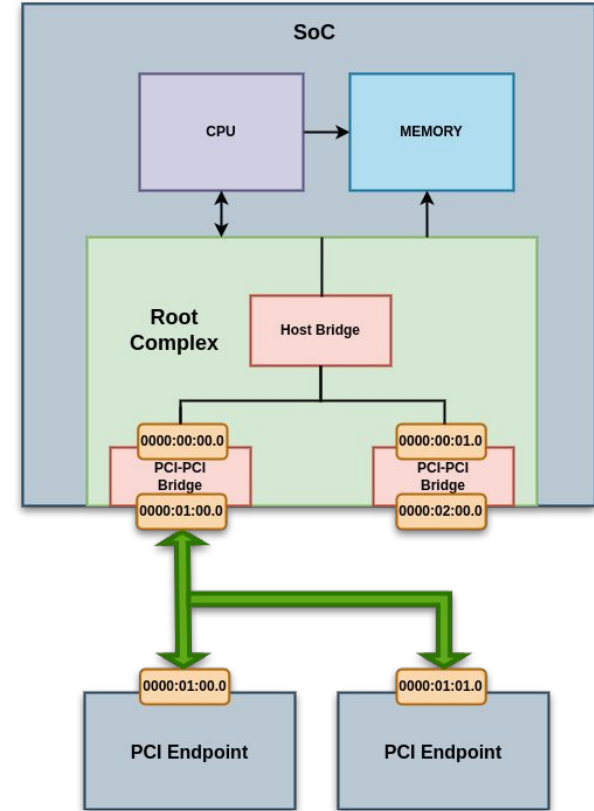 SoC
CPU
MEMORY
Root
Complex
Host Bridge
0000:00:00.0
0000:00:01.0
PCI-PCI
Bridge
PCI-PCI
Bridge
0000:01:00.0
0000:02:00.0
0000:01:00.0
0000:01:01.0
PCI Endpoint
PCI Endpoint